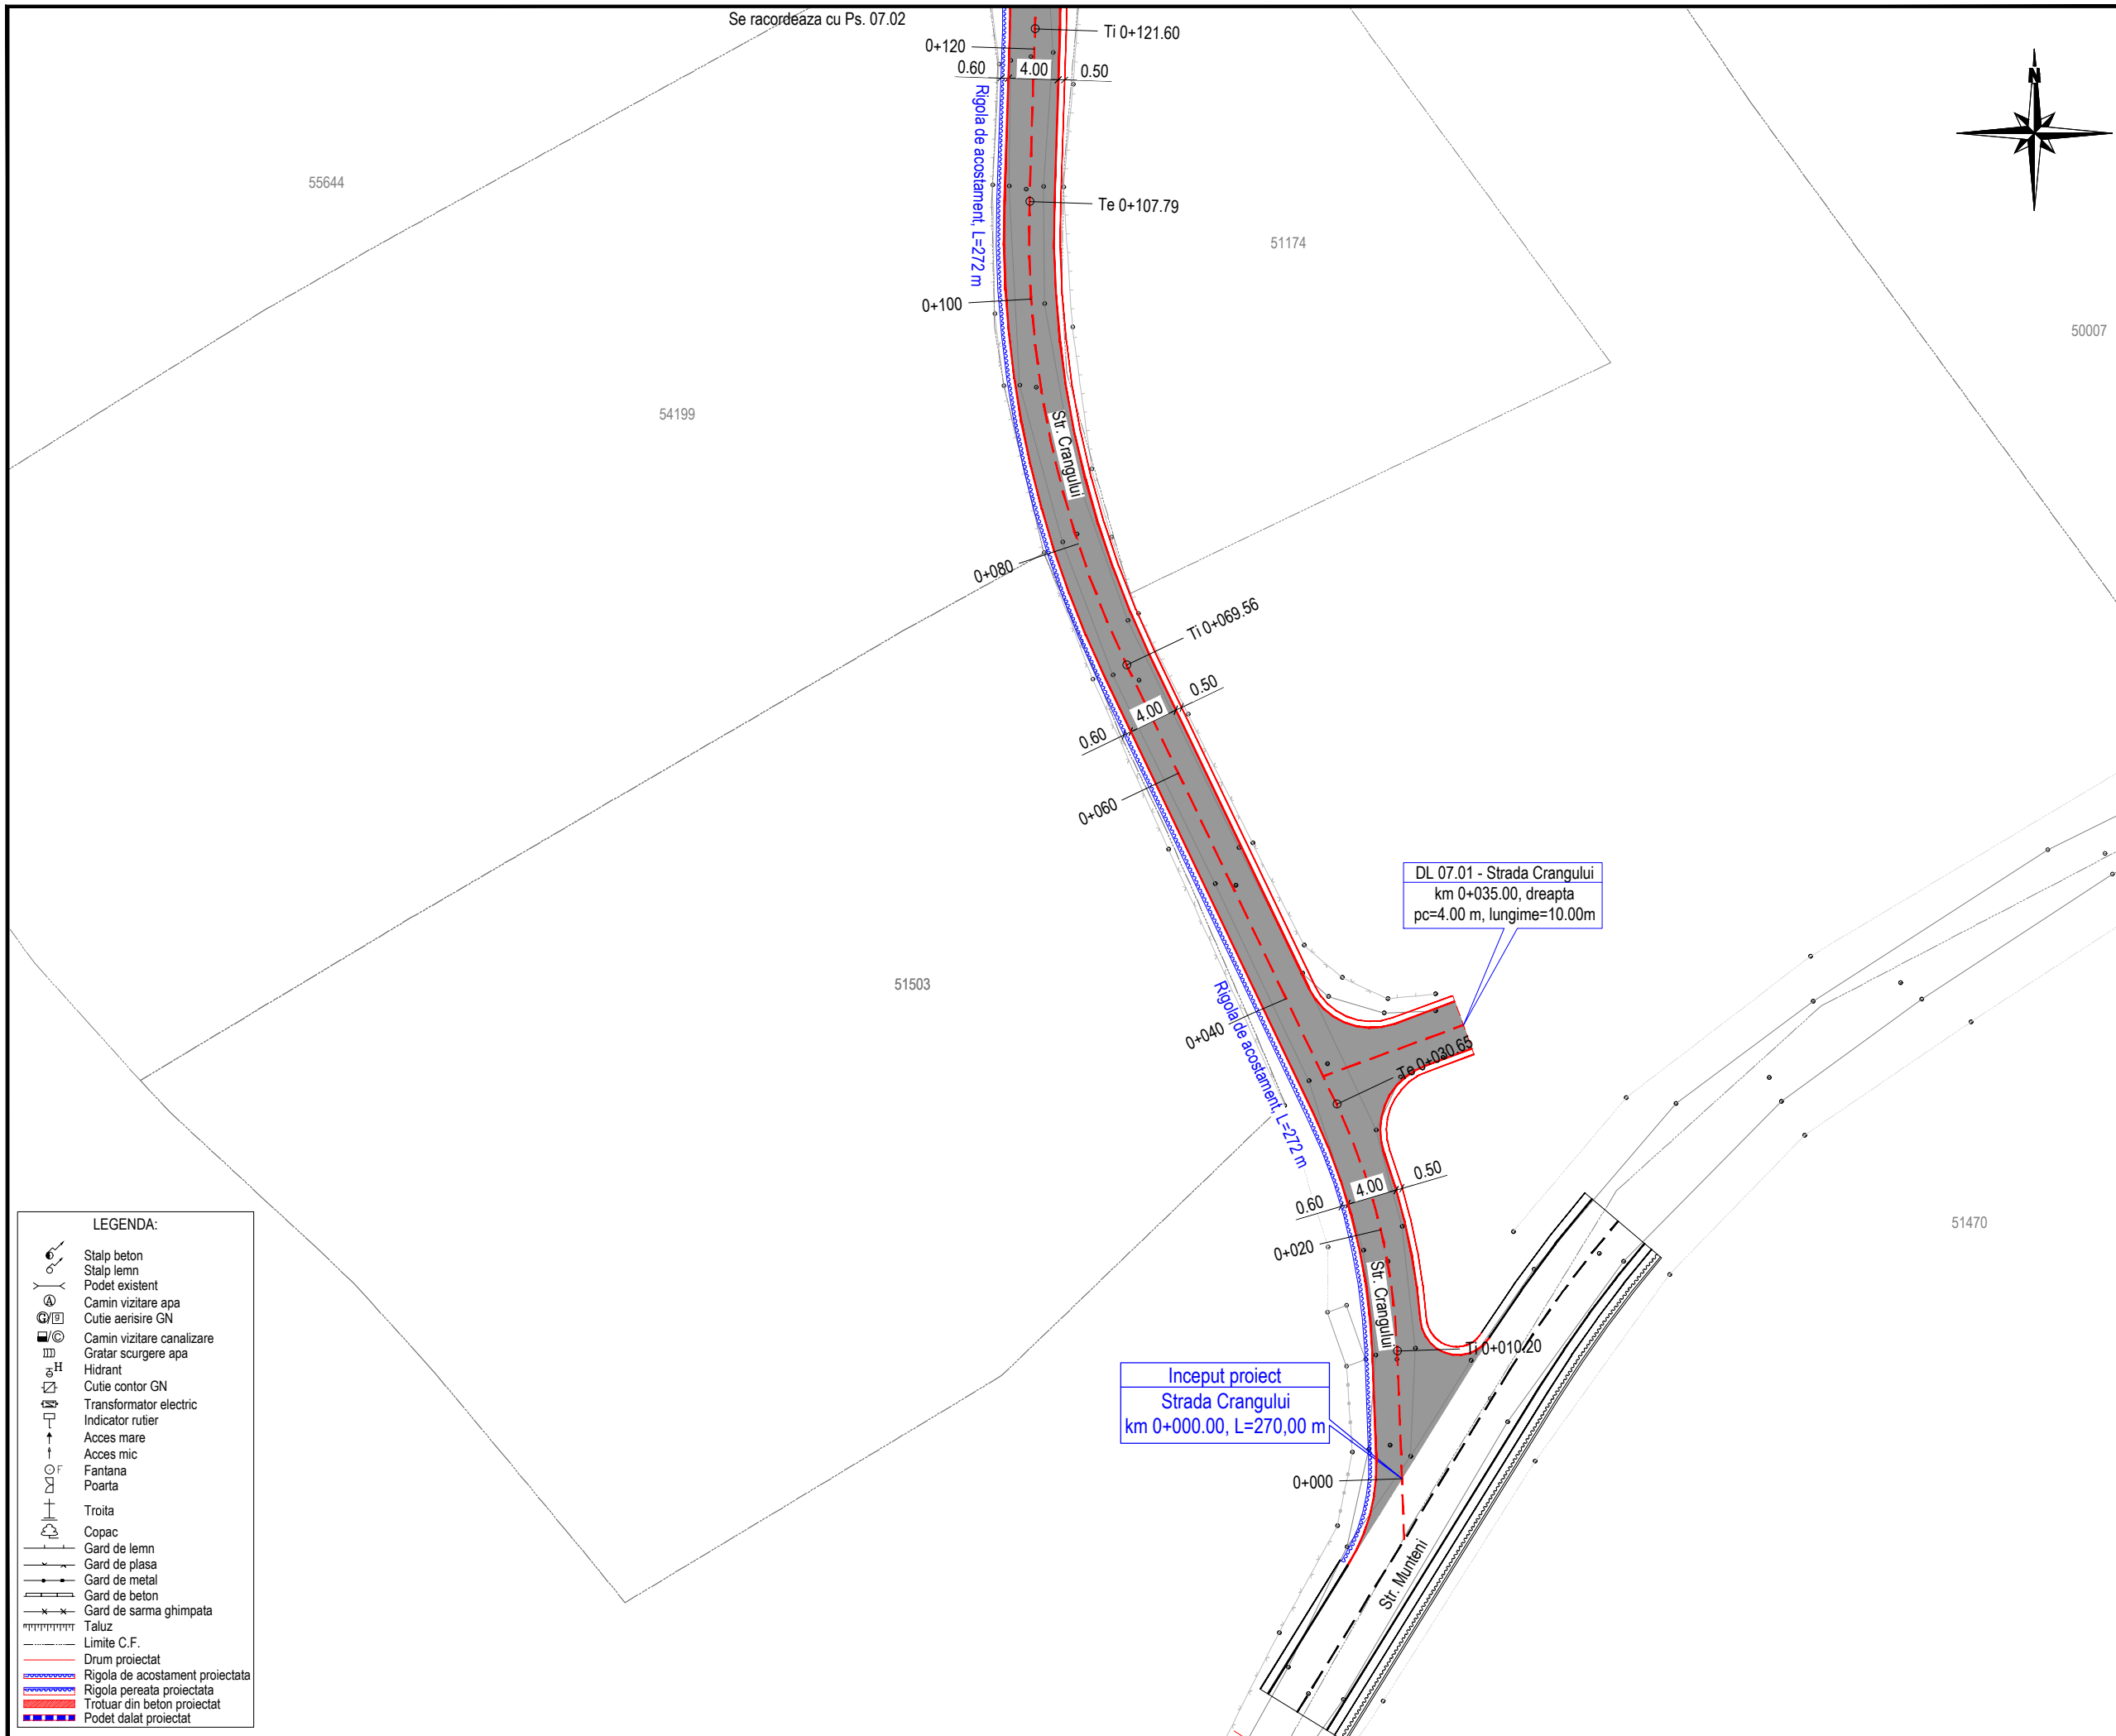 Se racordeaza cu Ps. 07.02
Ti 0+121.60
0+120
0.60
4.00
0.50
N
Rigola de acostament, L=272 m
55644
Te 0+107.79
51174
0+100
50007
54199
Str. Crangului
0+080
Ti 0+069.56
0.50
4.00
0.60
0+060
DL 07.01 - Strada Crangului
km 0+035.00, dreapta
pc=4.00 m, lungime=10.00m
51503
Rigola de acostament, L=272 m
0+040
Te 0+030.65
0.50
4.00
0.60
51470
0+020
Str. Crangului
Ti 0+010.20
Inceput proiect
Strada Crangului
km 0+000.00, L=270,00 m
0+000
Str. Munteni
LEGENDA:
Stalp beton
Stalp lemn
Podet existent
A Camin vizitare apa
G/g Cutie aerisire GN
/C Camin vizitare canalizare
Gratar scurgere apa
H Hidrant
Cutie contor GN
Transformator electric
Indicator rutier
Acces mare
Acces mic
F Fantana
Poarta
Troita
Copac
Gard de lemn
Gard de plasa
Gard de metal
Gard de beton
Gard de sarma ghimpata
Taluz
Limite C.F.
Drum proiectat
Rigola de acostament proiectata
Rigola pereata proiectata
Trotuar din beton proiectat
Podet dalat proiectat